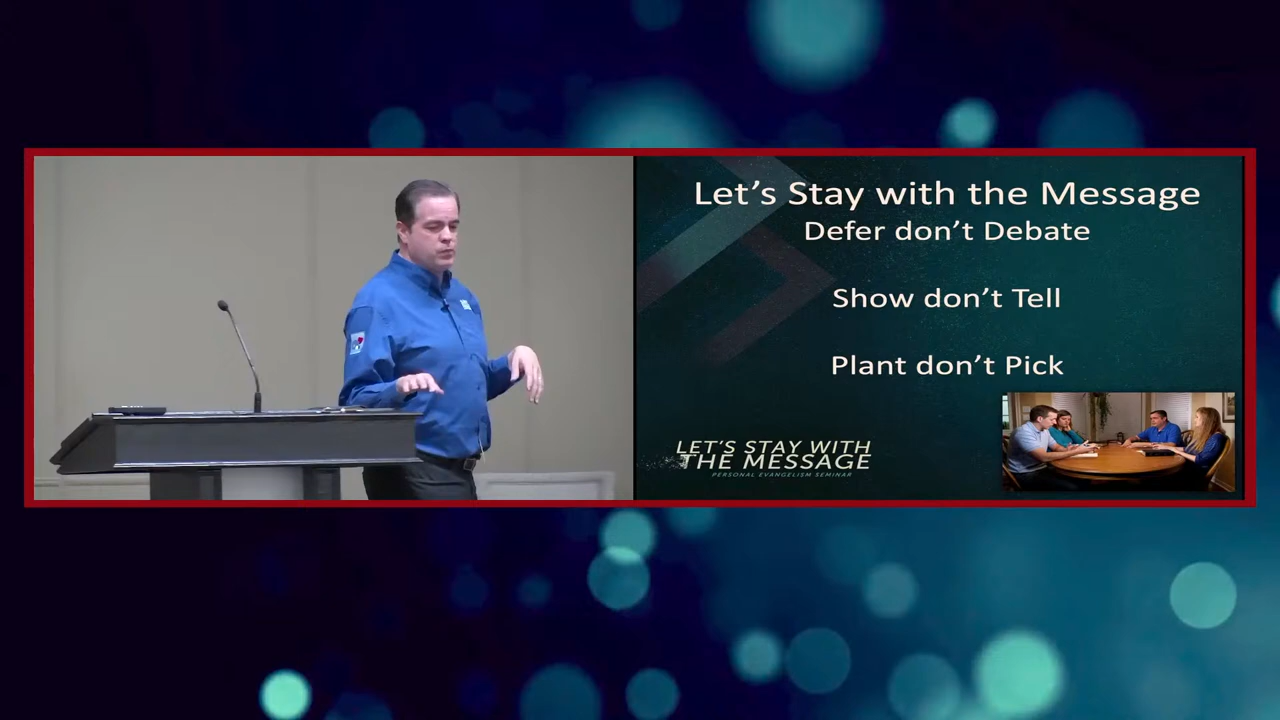 Let's Stay with the Message
Defer don't Debate
Show don't Tell
Plant don't Pick
LET'S STAY WITH
THE MESSAGE
PERSONAL EVANGELISM SEMINAR